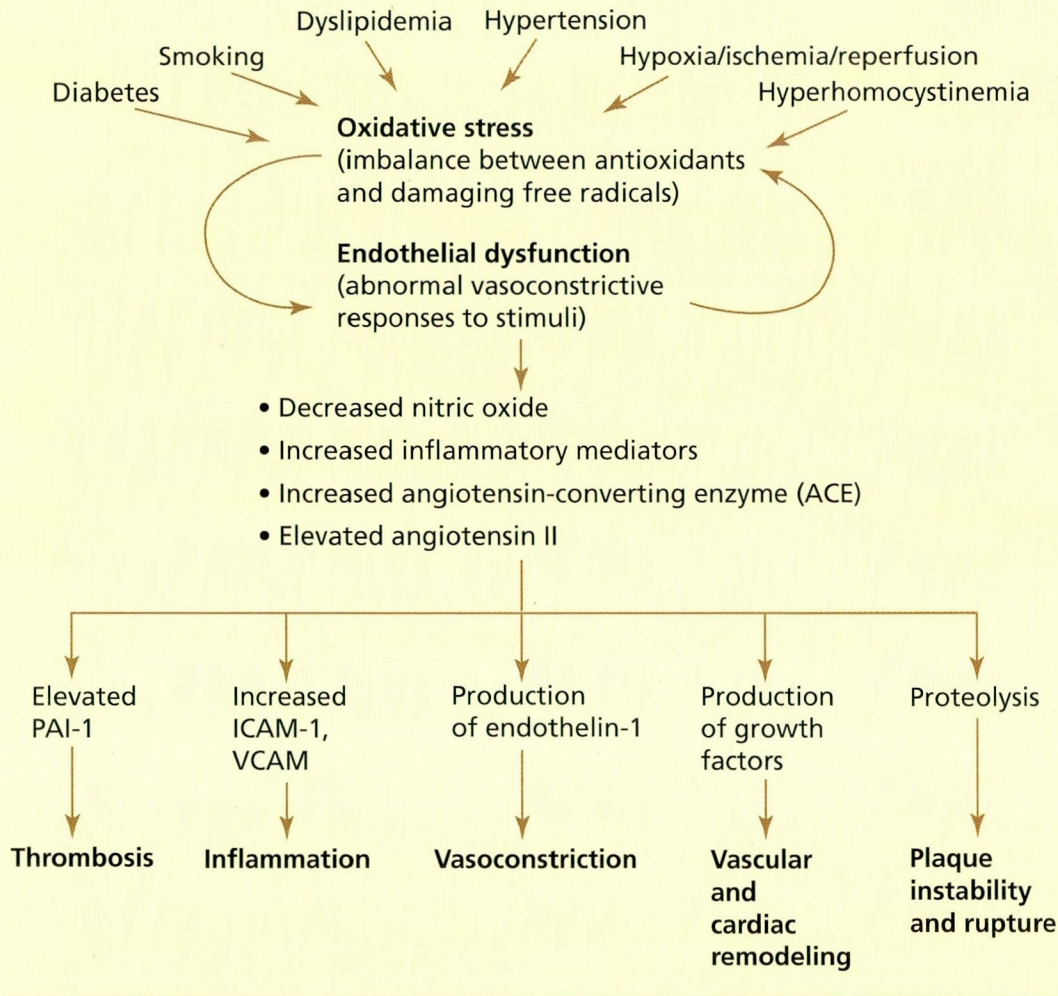 Dyslipidemia
Hypertension
Smoking
Hypoxia/ischemia/reperfusion
Diabetes
Hyperhomocystinemia
Oxidative stress
(imbalance between antioxidants
and damaging free radicals)
Endothelial dysfunction
(abnormal vasoconstrictive
responses to stimuli)
• Decreased nitric oxide
• Increased inflammatory mediators
• Increased angiotensin-converting enzyme (ACE)
• Elevated angiotensin II
Elevated
PAI-1
Increased
ICAM-1,
VCAM
Production
of endothelin-1
Production
of growth
factors
Proteolysis
Thrombosis
Inflammation
Vasoconstriction
Vascular
and
cardiac
remodeling
Plaque
instability
and rupture